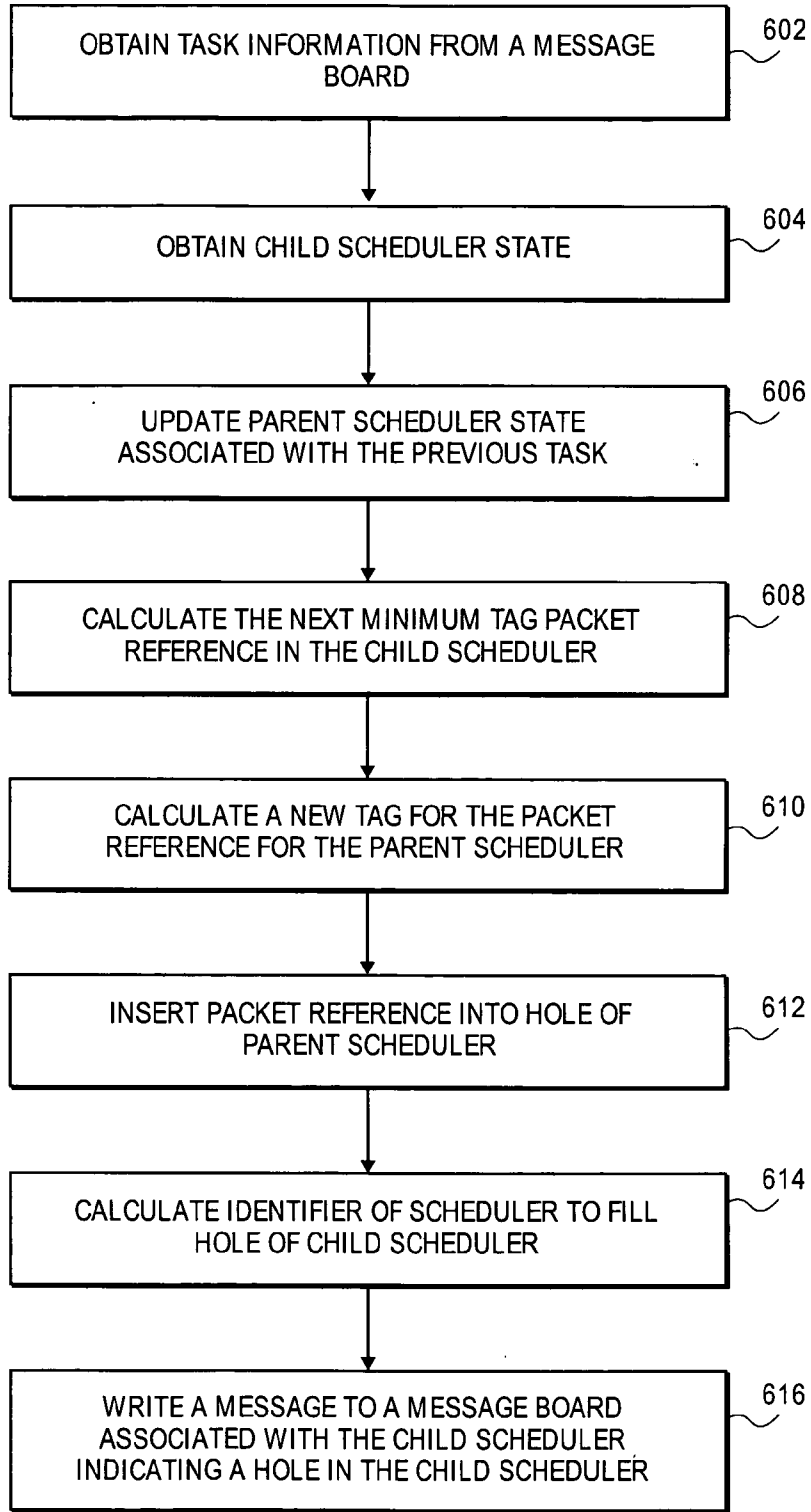 602
OBTAIN TASK INFORMATION FROM A MESSAGE
BOARD
604
OBTAIN CHILD SCHEDULER STATE
606
UPDATE PARENT SCHEDULER STATE
ASSOCIATED WITH THE PREVIOUS TASK
608
CALCULATE THE NEXT MINIMUM TAG PACKET
REFERENCE IN THE CHILD SCHEDULER
610
CALCULATE A NEW TAG FOR THE PACKET
REFERENCE FOR THE PARENT SCHEDULER
612
INSERT PACKET REFERENCE INTO HOLE OF
PARENT SCHEDULER
614
CALCULATE IDENTIFIER OF SCHEDULER TO FILL
HOLE OF CHILD SCHEDULER
616
WRITE A MESSAGE TO A MESSAGE BOARD
ASSOCIATED WITH THE CHILD SCHEDULER
INDICATING A HOLE IN THE CHILD SCHEDULER